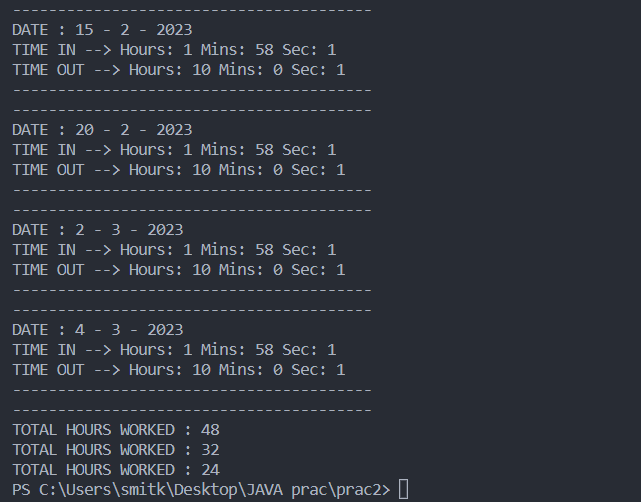 ----------------------------------------
DATE : 15 - 2 - 2023
TIME IN --> Hours: 1 Mins: 58 Sec: 1
TIME OUT --> Hours: 10 Mins: 0 Sec: 1
----------------------------------------
----------------------------------------
DATE : 20 - 2 - 2023
TIME IN --> Hours: 1 Mins: 58 Sec: 1
TIME OUT --> Hours: 10 Mins: 0 Sec: 1
----------------------------------------
----------------------------------------
DATE : 2 - 3 - 2023
TIME IN --> Hours: 1 Mins: 58 Sec: 1
TIME OUT --> Hours: 10 Mins: 0 Sec: 1
----------------------------------------
----------------------------------------
DATE : 4 - 3 - 2023
TIME IN --> Hours: 1 Mins: 58 Sec: 1
TIME OUT --> Hours: 10 Mins: 0 Sec: 1
----------------------------------------
----------------------------------------
TOTAL HOURS WORKED : 48
TOTAL HOURS WORKED : 32
TOTAL HOURS WORKED : 24
PS C:\Users\smitk\Desktop\JAVA prac\prac2>